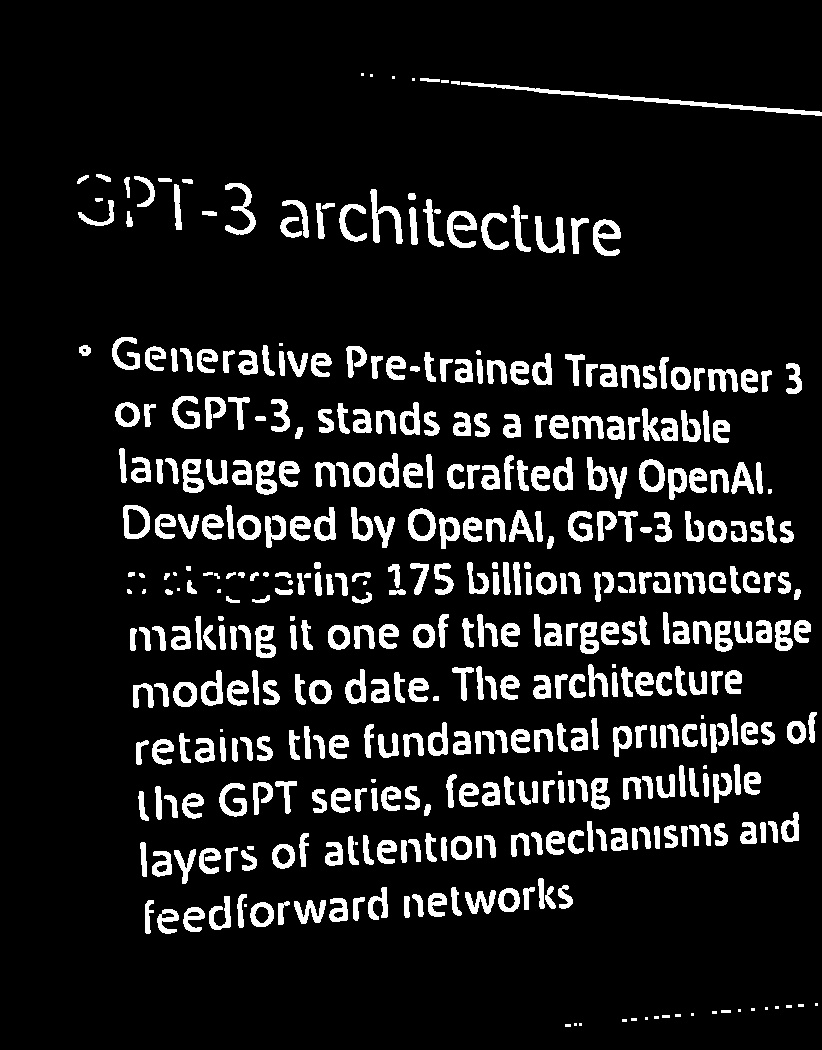 GPT-3 architecture
• Generative Pre-trained Transformer 3
or GPT-3, stands as a remarkable
language model crafted by OpenAI.
Developed by OpenAI, GPT-3 boasts
a staggering 175 billion parameters,
making it one of the largest language
models to date. The architecture
retains the fundamental principles of
the GPT series, featuring multiple
layers of attention mechanisms and
feedforward networks